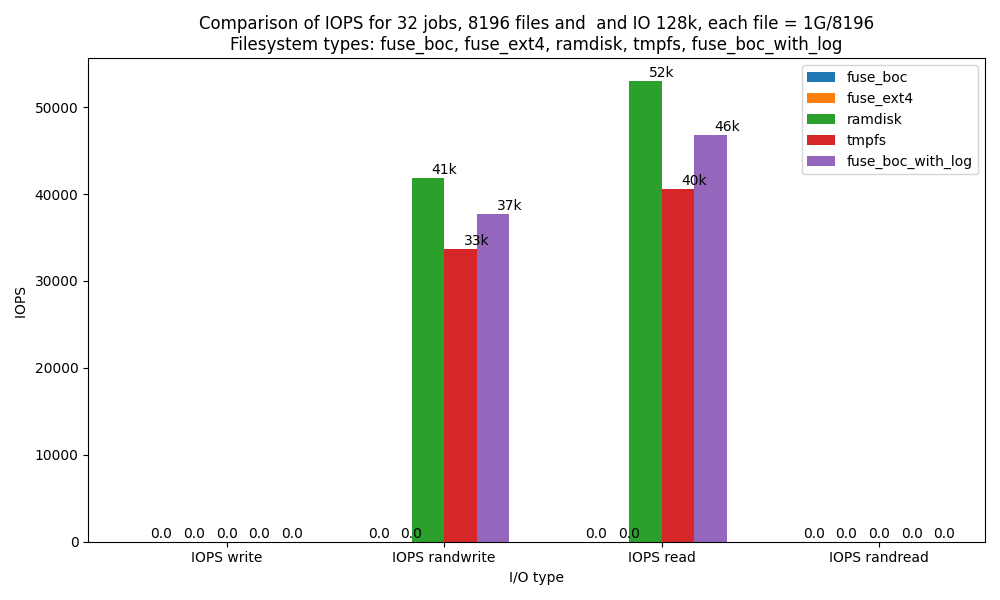 Comparison of IOPS for 32 jobs, 8196 files and  and IO 128k, each file = 1G/8196
Filesystem types: fuse_boc, fuse_ext4, ramdisk, tmpfs, fuse_boc_with_log
fuse_boc
fuse_ext4
ramdisk
tmpfs
fuse_boc_with_log
IOPS
50000
40000
30000
20000
10000
0
0.0 0.0 0.0 0.0 0.0
0.0 0.0 41k 33k 37k
0.0 0.0 52k 40k 46k
0.0 0.0 0.0 0.0 0.0
IOPS write IOPS randwrite IOPS read IOPS randread
I/O type